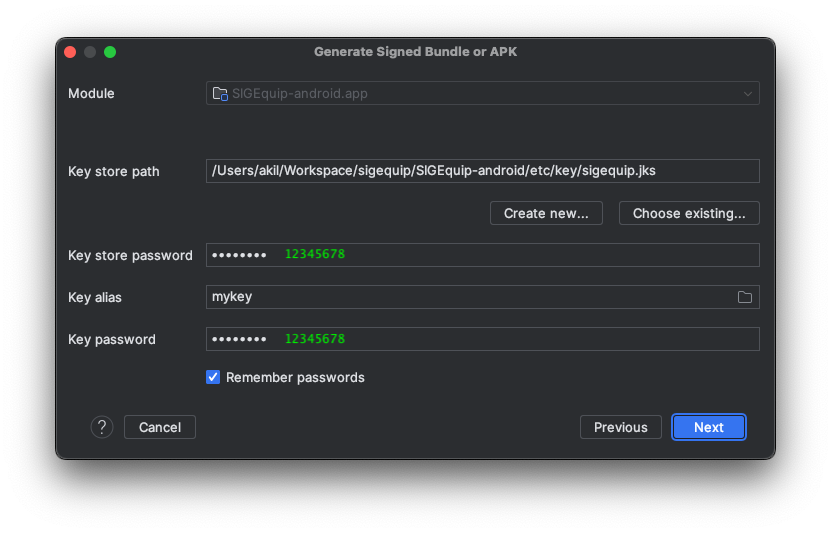 Generate Signed Bundle or APK
Module SIGEquip-android.app
Key store path /Users/akil/Workspace/sigequip/SIGEquip-android/etc/key/sigequip.jks
Create new... Choose existing...
Key store password •••••••• 12345678
Key alias mykey
Key password •••••••• 12345678
Remember passwords
? Cancel Previous Next